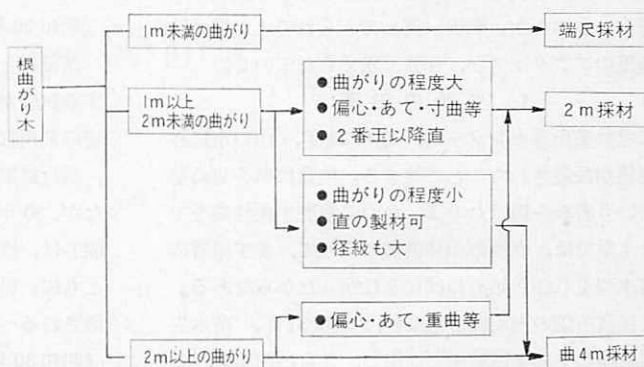 根曲がり木
1m未満の曲がり
端尺採材
1m以上
2m未満の曲がり
●曲がりの程度大
●偏心・あて・寸曲等
●2番玉以降直
2m採材
●曲がりの程度小
●直の製材可
●径級も大
●偏心・あて・重曲等
2m以上の曲がり
曲4m採材